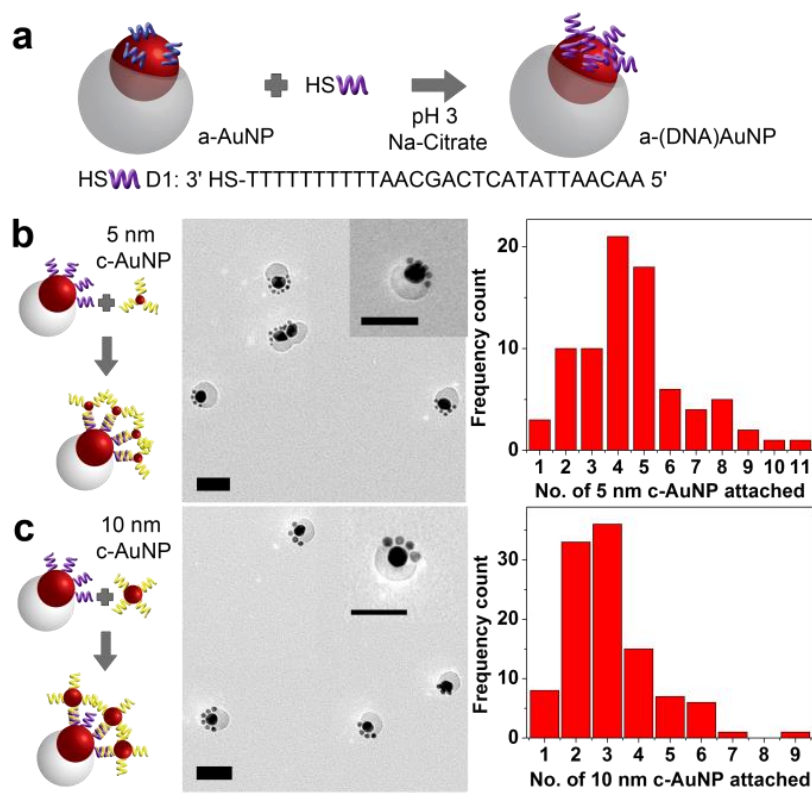 a
a-AuNP
HS
pH 3
Na-Citrate
a-(DNA)AuNP
HS D1: 3' HS-TTTTTTTTTTAACGACTCATATTAACAA 5'
b
5 nm
c-AuNP
Frequency count
20
10
0
1 2 3 4 5 6 7 8 9 10 11
No. of 5 nm c-AuNP attached
c
10 nm
c-AuNP
Frequency count
30
20
10
0
1 2 3 4 5 6 7 8 9
No. of 10 nm c-AuNP attached